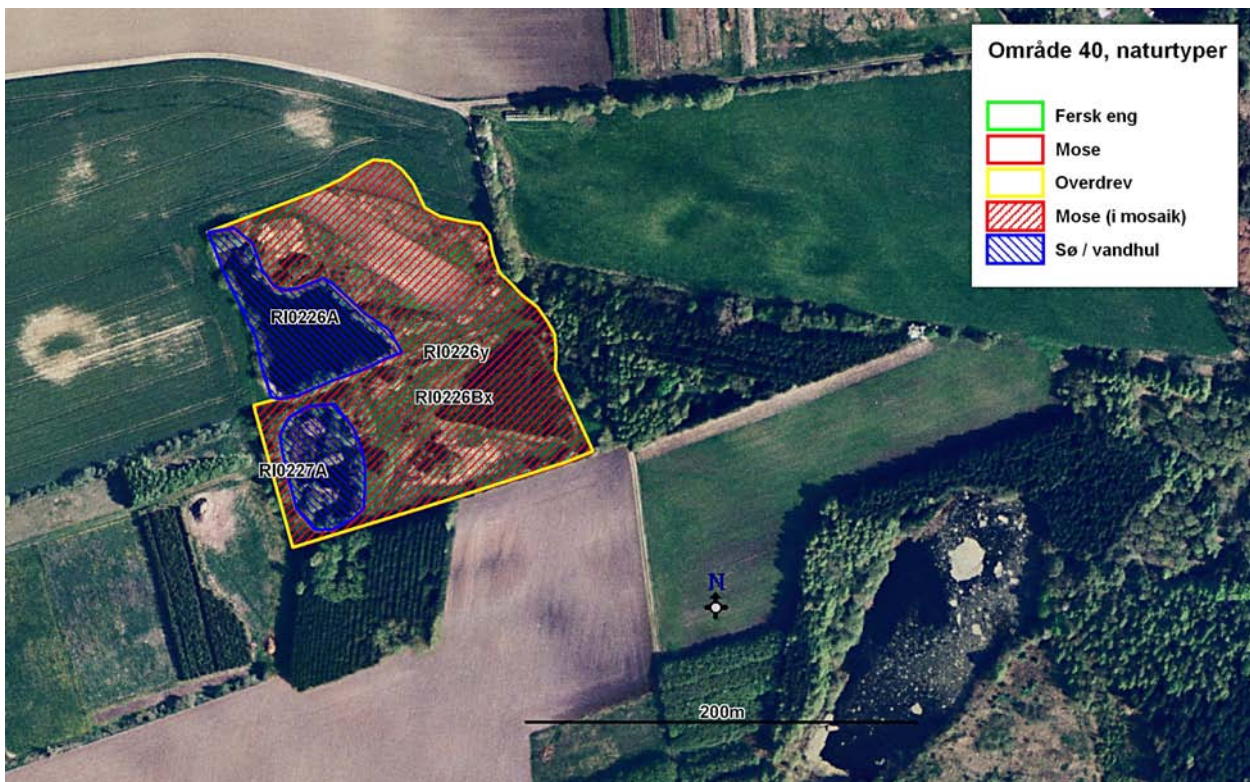 Område 40, naturtyper
Fersk eng
Mose
Overdrev
Mose (i mosaik)
Sø / vandhul
RI0226A
RI0226y
RI0226Bx
RI0227A
N
200m